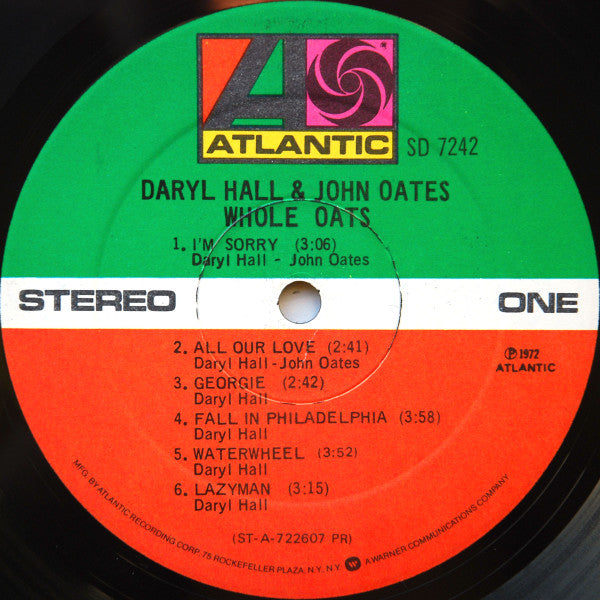 A
®
ATLANTIC
SD 7242
DARYL HALL & JOHN OATES
WHOLE OATS
1. I'M SORRY (3:06)
Daryl Hall - John Oates
STEREO ONE
2. ALL OUR LOVE (2:41)
Daryl Hall - John Oates
℗ 1972
ATLANTIC
3. GEORGIE (2:42)
Daryl Hall
4. FALL IN PHILADELPHIA (3:58)
Daryl Hall
5. WATERWHEEL (3:52)
Daryl Hall
6. LAZYMAN (3:15)
Daryl Hall
(ST-A-722607 PR)
MFG. BY ATLANTIC RECORDING CORP. 75 ROCKEFELLER PLAZA, N.Y. N.Y. W A WARNER COMMUNICATIONS COMPANY